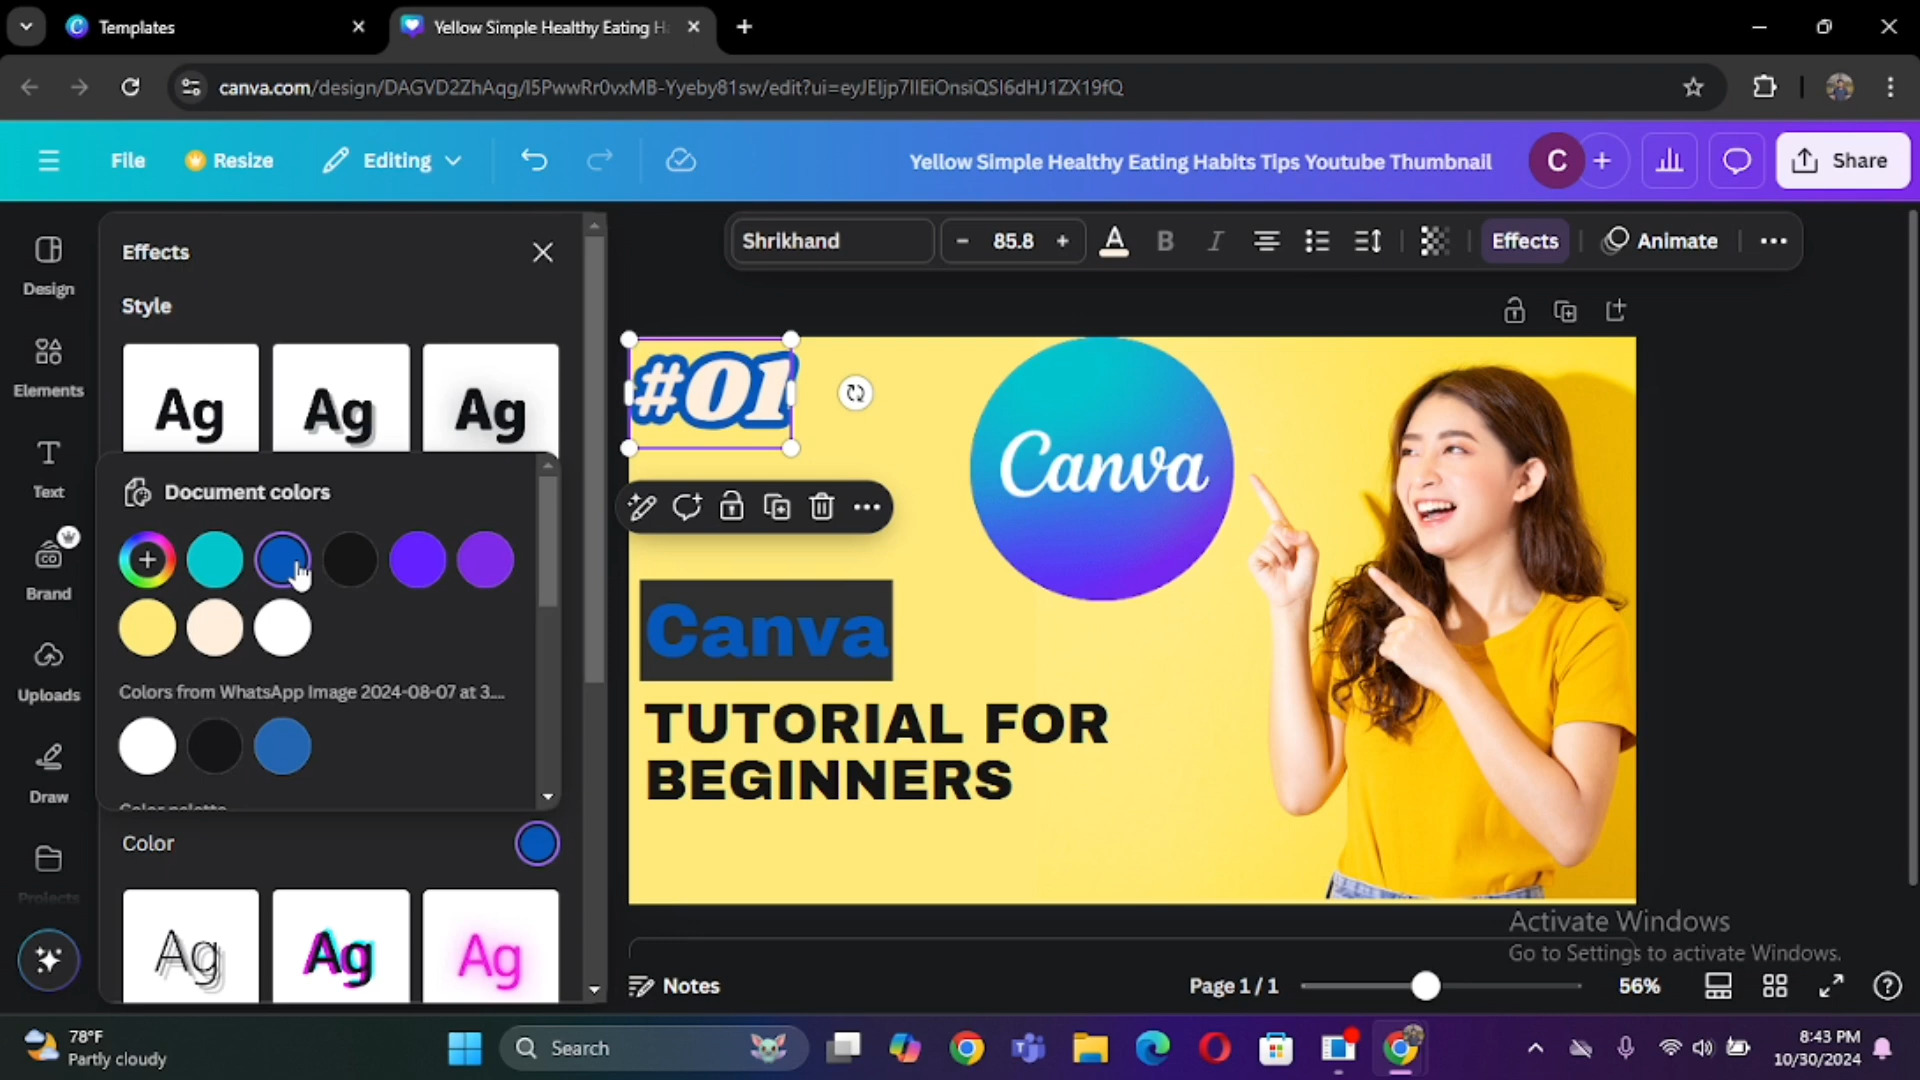 Templates
Yellow Simple Healthy Eating H
canva.com/design/DAGVD2ZhAqg/I5PwwRr0vxMB-Yyeby81sw/edit?ui=eyJEIjp7IlEiOnsiQSI6dHJ1ZX19fQ
File
Resize
Editing
Yellow Simple Healthy Eating Habits Tips Youtube Thumbnail
C
Share
Design
Elements
Text
Brand
Uploads
Draw
Projects
Effects
Style
Ag
Ag
Ag
Document colors
Colors from WhatsApp Image 2024-08-07 at 3....
Color palette
Color
Ag
Ag
Ag
Shrikhand
85.8
A
B
I
Effects
Animate
#01
Canva
Canva
TUTORIAL FOR
BEGINNERS
Activate Windows
Go to Settings to activate Windows.
Notes
Page 1 / 1
56%
78°F
Partly cloudy
Search
8:43 PM
10/30/2024